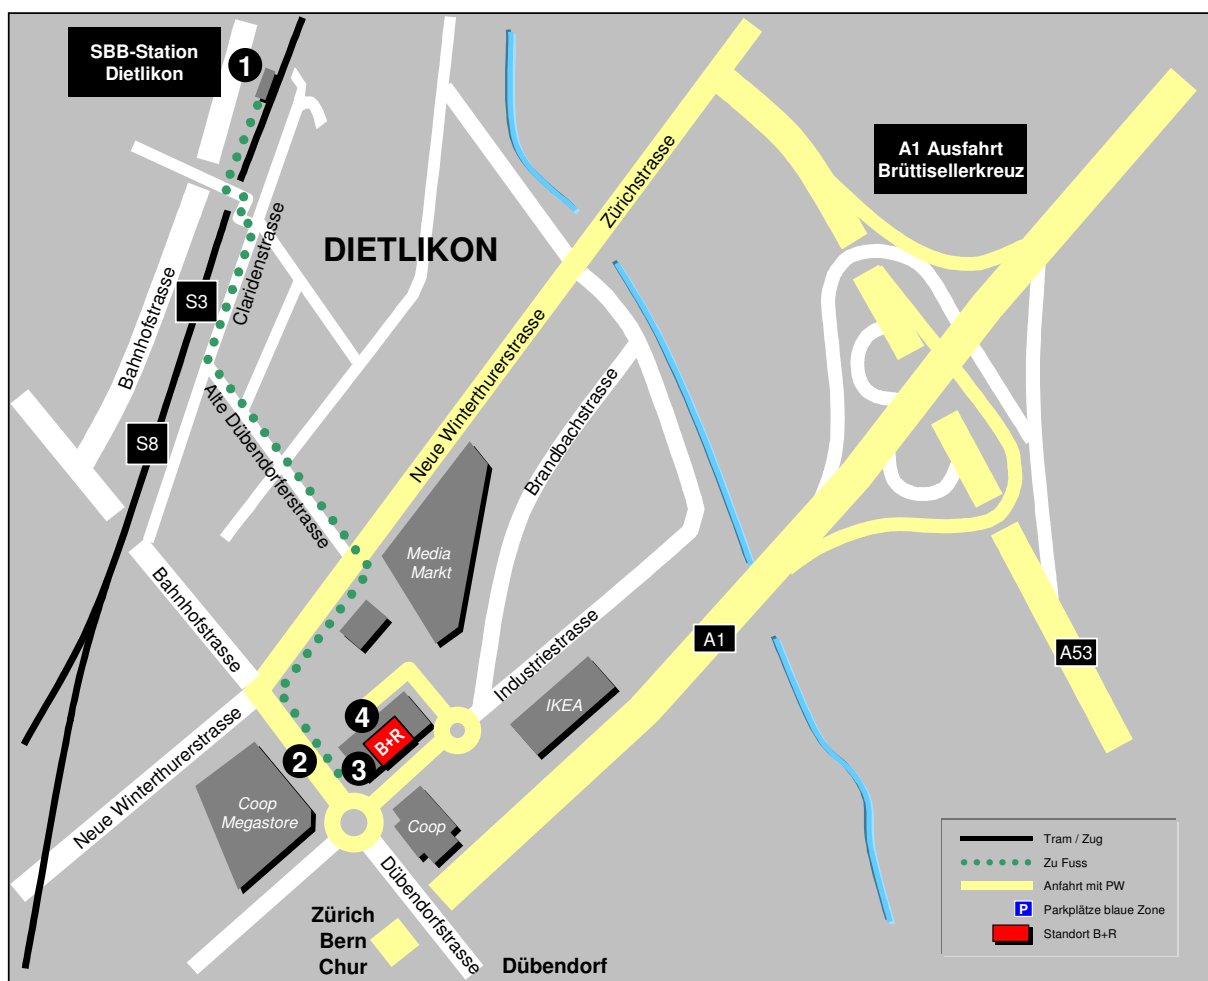 SBB-Station
Dietlikon
1
A1 Ausfahrt
Brüttisellerkreuz
Zürichstrasse
DIETLIKON
Claridenstrasse
Bahnhofstrasse
S3
S8
Alte Dübendorferstrasse
Neue Winterthurerstrasse
Brandbachstrasse
Media
Markt
Bahnhofstrasse
Industriestrasse
A1
A53
IKEA
4
B+R
3
2
Neue Winterthurerstrasse
Coop
Megastore
Coop
Dübendorfstrasse
Zürich
Bern
Chur
Dübendorf
Tram / Zug
Zu Fuss
Anfahrt mit PW
P Parkplätze blaue Zone
Standort B+R